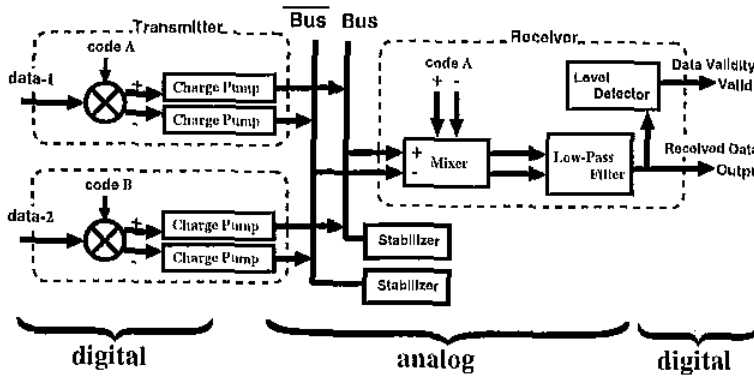 Transmitter
Bus
Bus
Receiver
code A
data-1
+
-
Charge Pump
Charge Pump
code A
+ -
Level
Detector
Data Validity
Valid
+
-
Mixer
Low-Pass
Filter
Received Data
Output
code B
data-2
+
-
Charge Pump
Charge Pump
Stabilizer
Stabilizer
digital
analog
digital